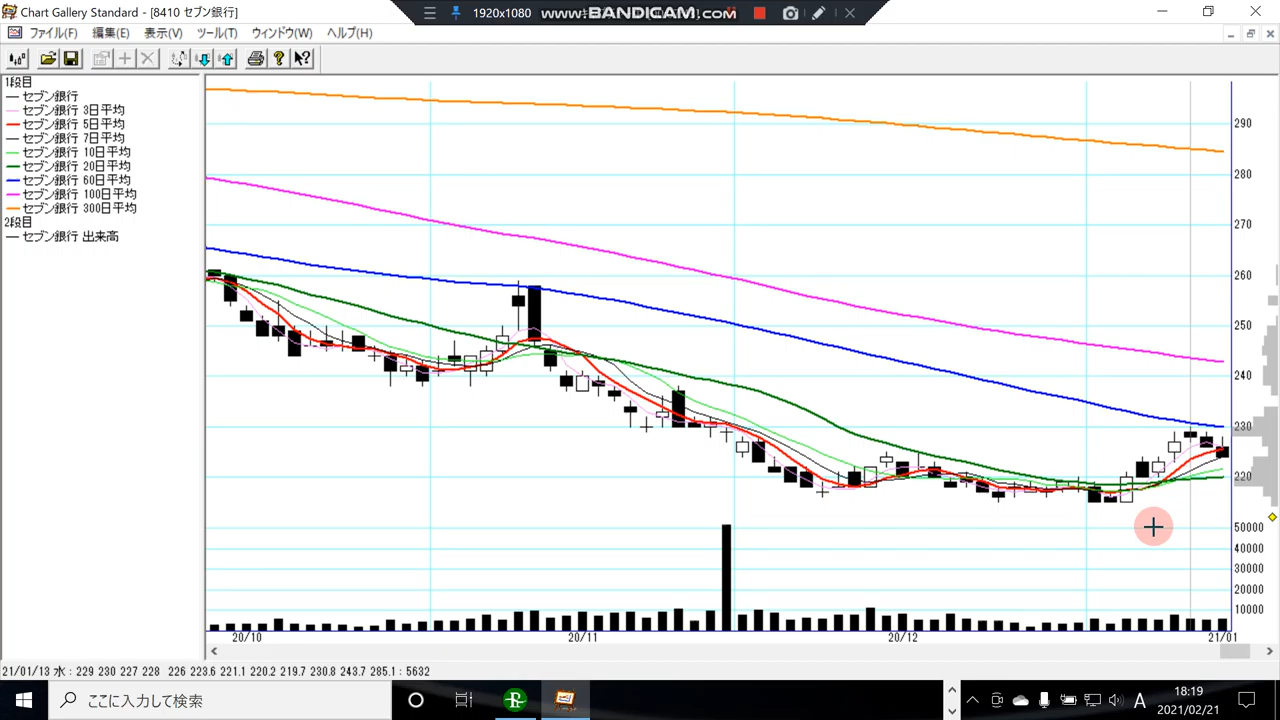 Chart Gallery Standard - [8410 セブン銀行]
1920x1080
www.BANDICAM.com
ファイル(F) 編集(E) 表示(V) ツール(T) ウィンドウ(W) ヘルプ(H)
1段目
セブン銀行
セブン銀行 3日平均
セブン銀行 5日平均
セブン銀行 7日平均
セブン銀行 10日平均
セブン銀行 20日平均
セブン銀行 60日平均
セブン銀行 100日平均
セブン銀行 300日平均
2段目
セブン銀行 出来高
290
280
270
260
250
240
230
220
50000
40000
30000
20000
10000
20/10 20/11 20/12 21/01
21/01/13 水 : 229 230 227 228 226 223.6 221.1 220.2 219.7 230.8 243.7 285.1 : 5632
ここに入力して検索
A
18:19
2021/02/21